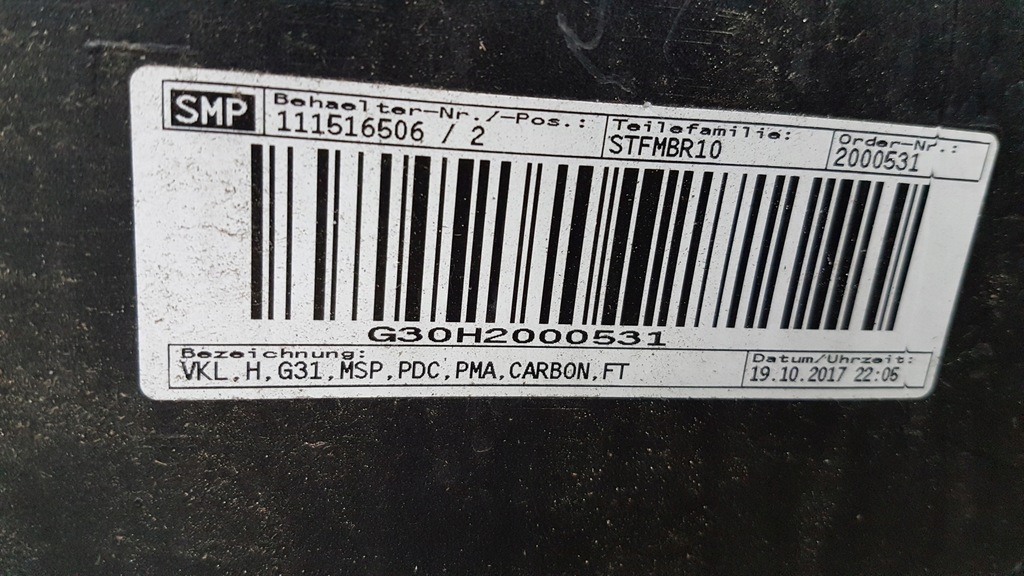 SMP
Behaelter-Nr./-Pos.:
111516506 / 2
Teilefamilie:
STFMBR10
Order-Nr.:
2000531
G30H2000531
Bezeichnung:
VKL,H,G31,MSP,PDC,PMA,CARBON,FT
Datum/Uhrzeit:
19.10.2017 22:06